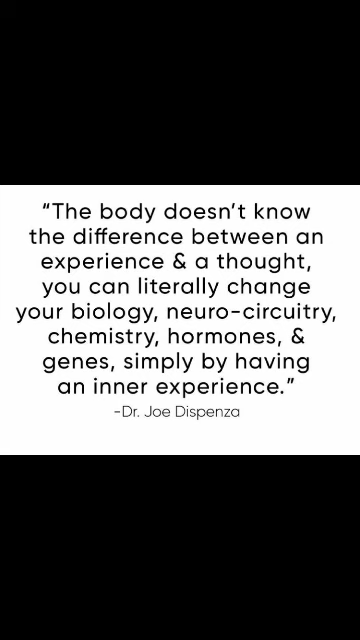 “The body doesn’t know
the difference between an
experience & a thought,
you can literally change
your biology, neuro-circuitry,
chemistry, hormones, &
genes, simply by having
an inner experience.”
-Dr. Joe Dispenza